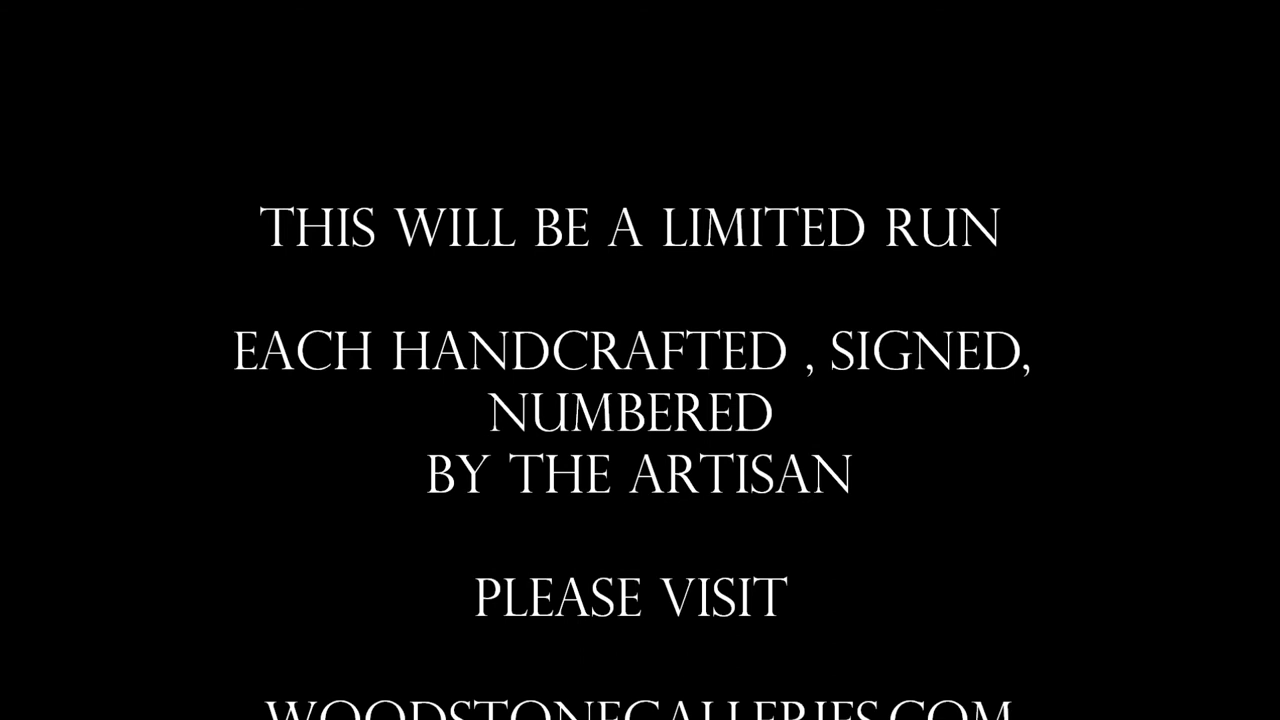 THIS WILL BE A LIMITED RUN
EACH HANDCRAFTED , SIGNED,
NUMBERED
BY THE ARTISAN
PLEASE VISIT
WOODSTONEGALLERIES.COM